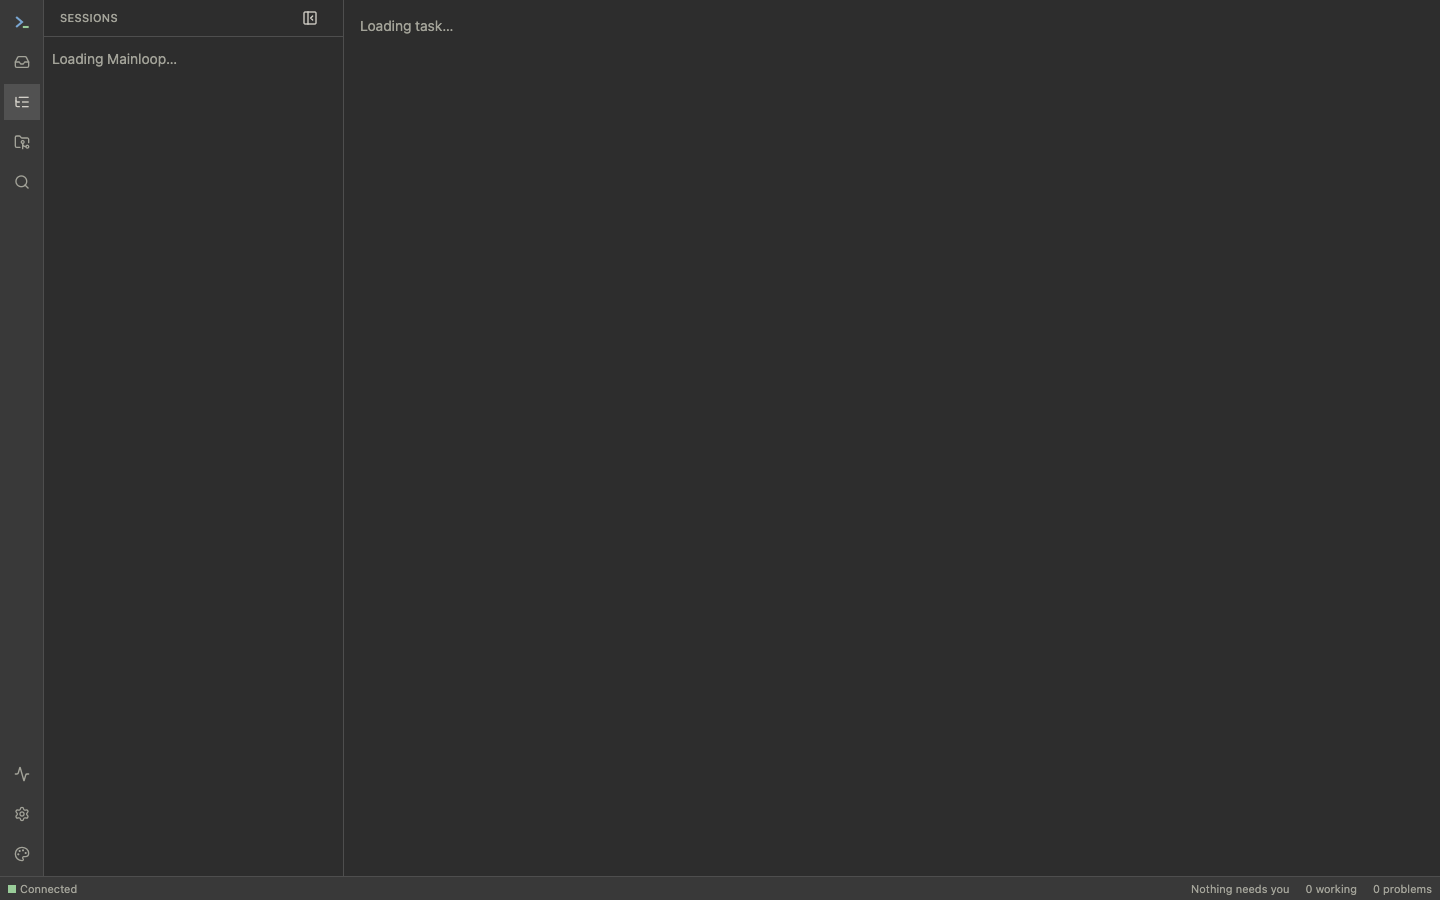 SESSIONS
Loading Mainloop...
Loading task...
Connected
Nothing needs you
0 working
0 problems